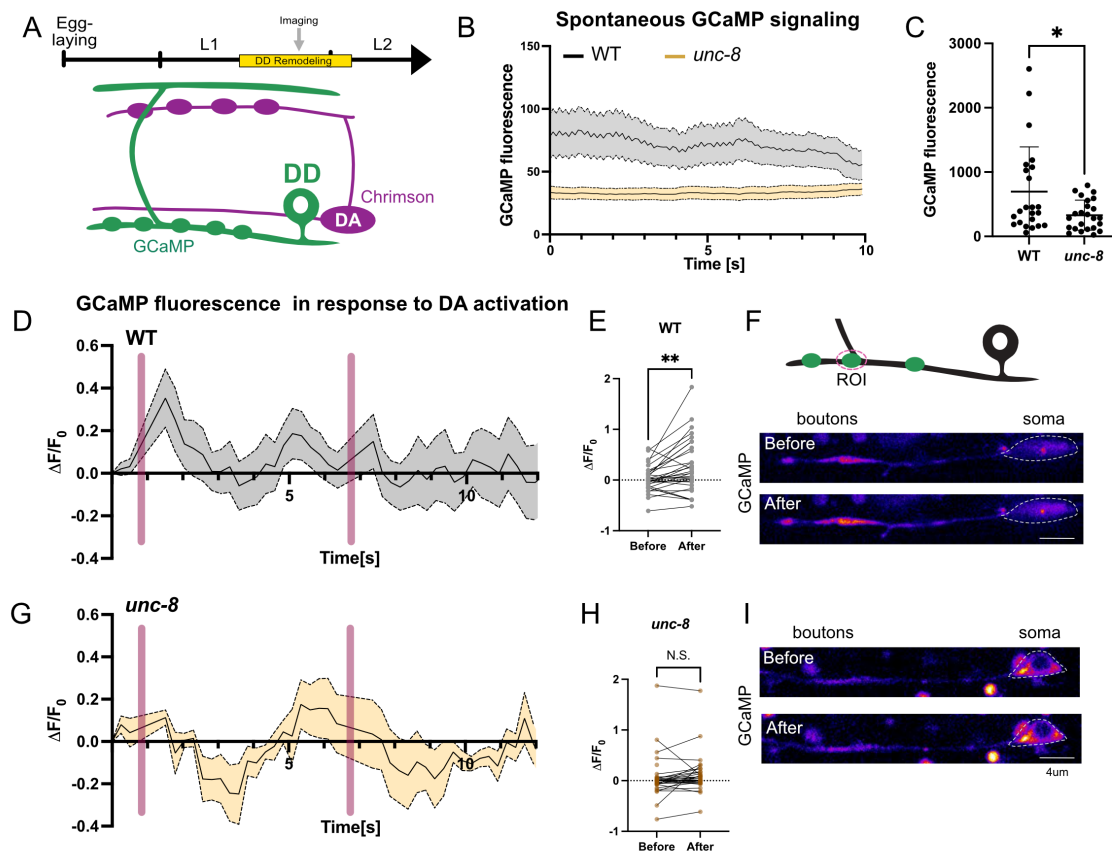 A
Egg-
laying
L1
Imaging
L2
DD Remodeling
DD
Chrimson
DA
GCaMP
B
Spontaneous GCaMP signaling
WT
unc-8
GCaMP fluorescence
150
100
50
0
0
5
10
Time [s]
C
*
GCaMP fluorescence
3000
2000
1000
0
WT
unc-8
GCaMP fluorescence in response to DA activation
D
WT
ΔF/F0
0.6
0.4
0.2
0.0
-0.2
-0.4
5
10
Time[s]
E
WT
**
ΔF/F0
2
1
0
-1
Before
After
F
ROI
boutons
soma
GCaMP
Before
After
G
unc-8
ΔF/F0
0.6
0.4
0.2
0.0
-0.2
-0.4
5
10
Time[s]
H
unc-8
N.S.
ΔF/F0
2
1
0
-1
Before
After
I
boutons
soma
GCaMP
Before
After
4um